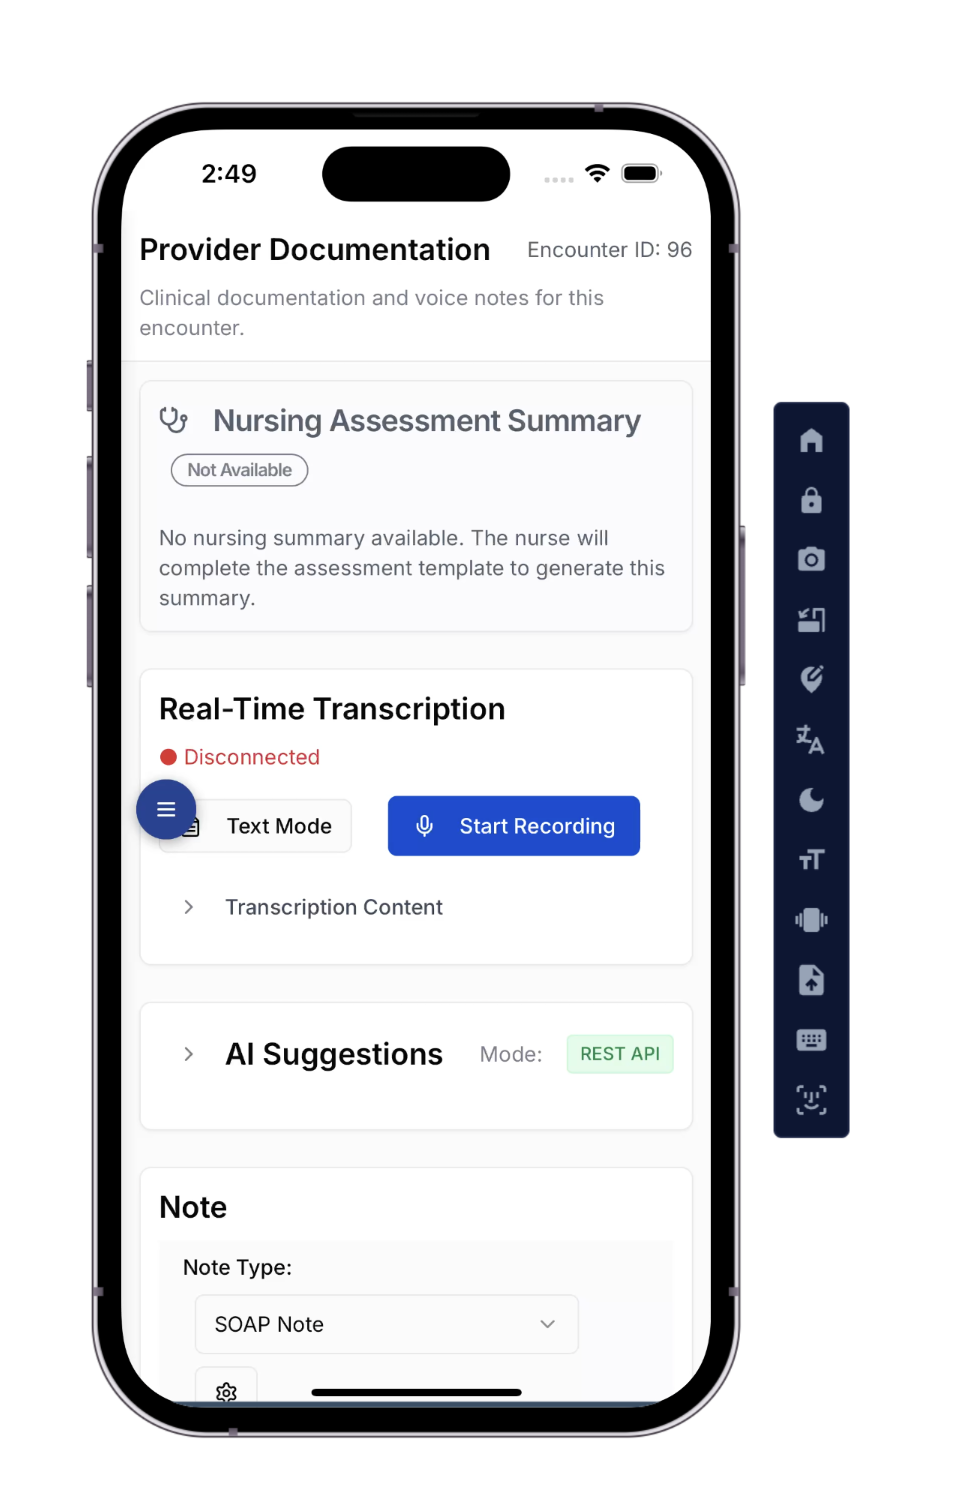 2:49
Provider Documentation
Encounter ID: 96
Clinical documentation and voice notes for this
encounter.
Nursing Assessment Summary
Not Available
No nursing summary available. The nurse will
complete the assessment template to generate this
summary.
Real-Time Transcription
Disconnected
Text Mode
Start Recording
Transcription Content
AI Suggestions
Mode:
REST API
Note
Note Type:
SOAP Note